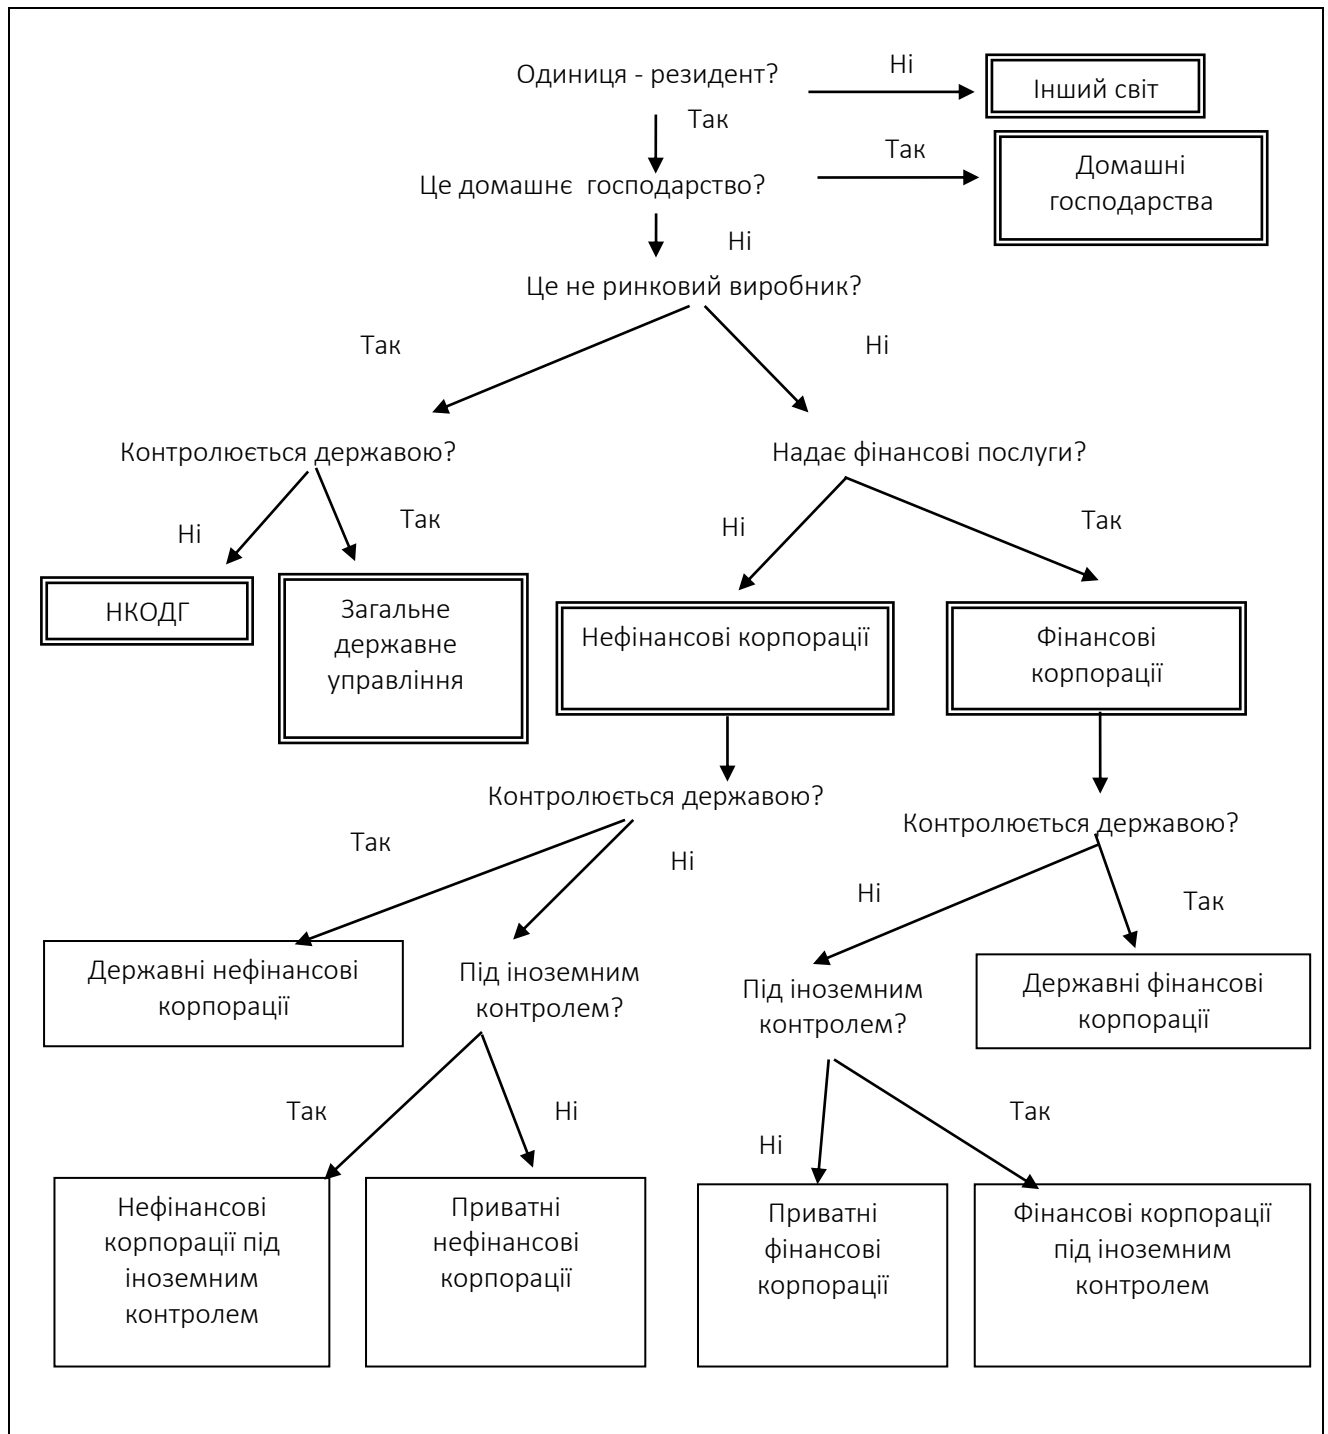 Одиниця - резидент?
Ні
Інший світ
Так
Це домашнє  господарство?
Так
Домашні
господарства
Ні
Це не ринковий виробник?
Так
Ні
Контролюється державою?
Надає фінансові послуги?
Ні
Так
Ні
Так
НКОДГ
Загальне
державне
управління
Нефінансові корпорації
Фінансові
корпорації
Контролюється державою?
Контролюється державою?
Так
Ні
Ні
Так
Державні нефінансові
корпорації
Під іноземним
контролем?
Під іноземним
контролем?
Державні фінансові
корпорації
Так
Ні
Ні
Так
Нефінансові
корпорації під
іноземним
контролем
Приватні
нефінансові
корпорації
Приватні
фінансові
корпорації
Фінансові корпорації
під іноземним
контролем